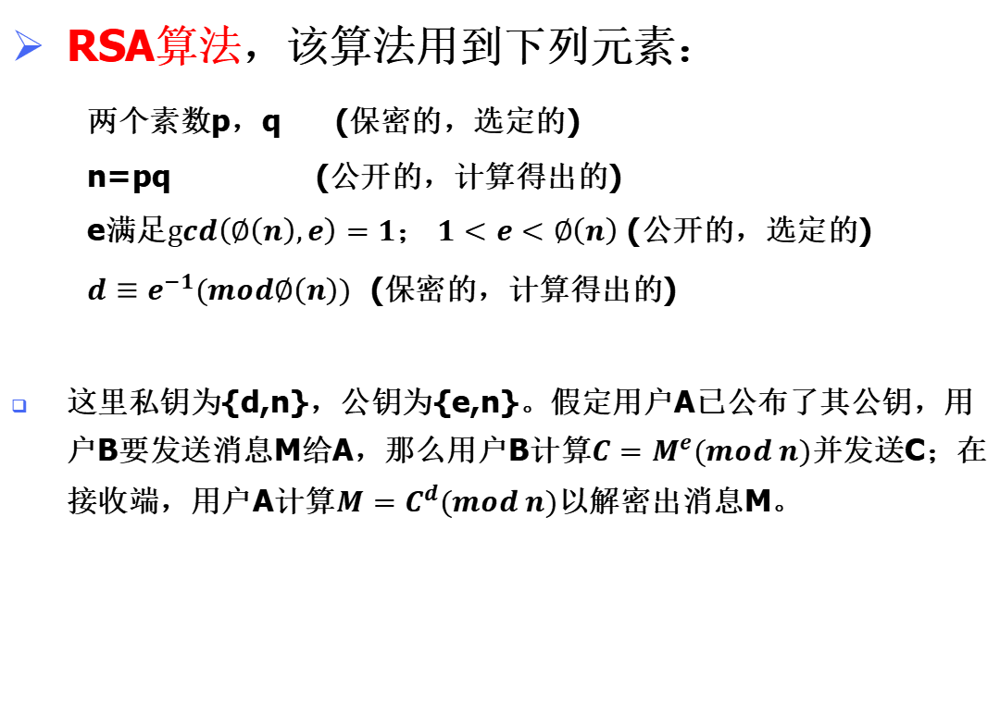 RSA算法，该算法用到下列元素：
两个素数p，q (保密的，选定的)
n=pq (公开的，计算得出的)
e满足gcd(∅(n),e) = 1； 1 < e < ∅(n) (公开的，选定的)
d ≡ e⁻¹(mod∅(n)) (保密的，计算得出的)
这里私钥为{d,n}，公钥为{e,n}。假定用户A已公布了其公钥，用
户B要发送消息M给A，那么用户B计算C = Mᵉ(mod n)并发送C；在
接收端，用户A计算M = Cᵈ(mod n)以解密出消息M。